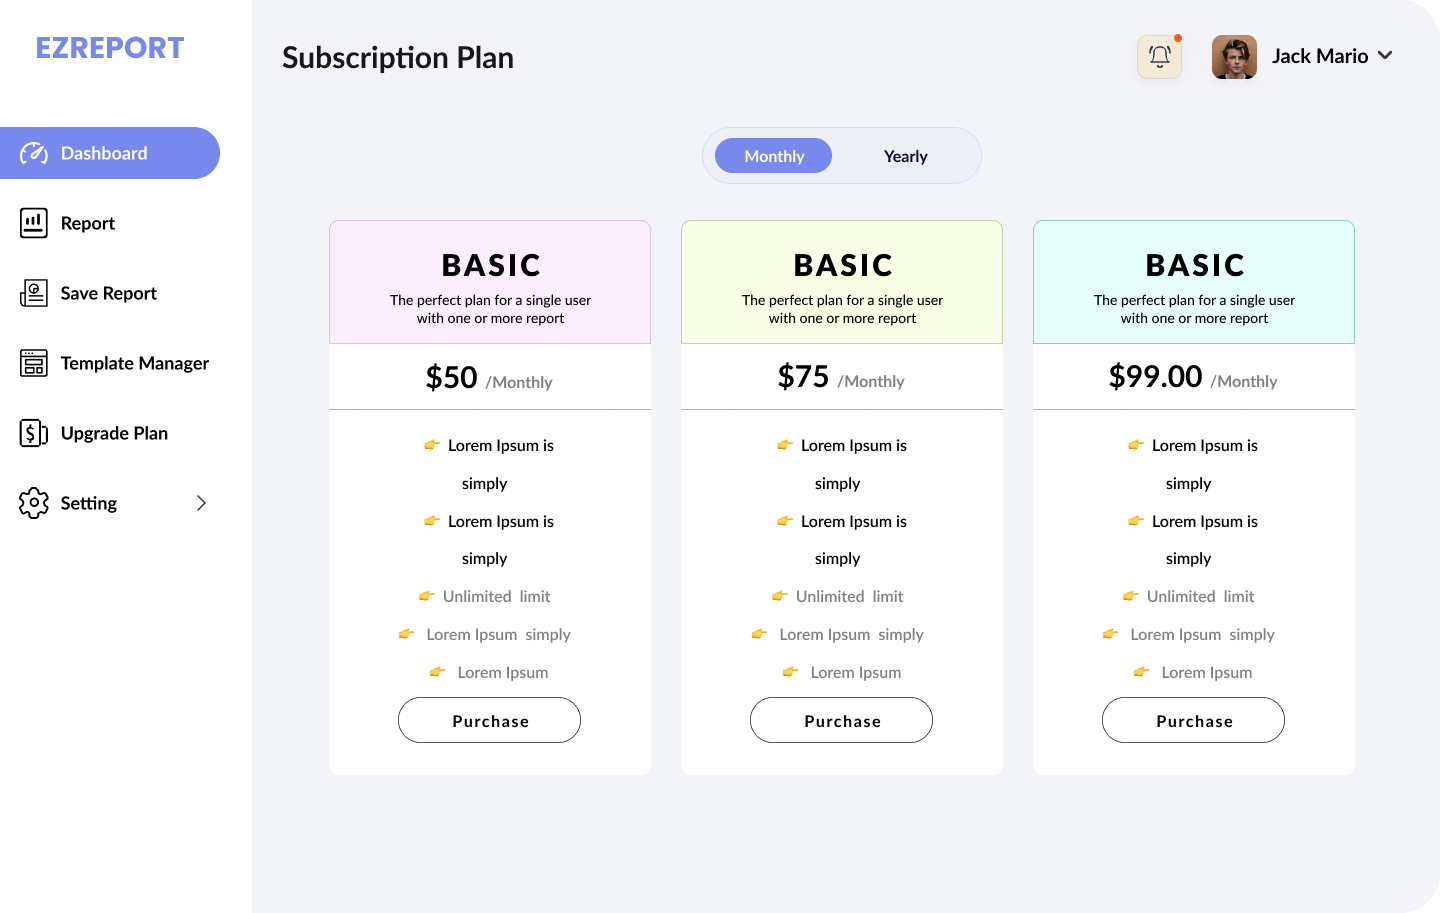 EZREPORT
Subscription Plan
Jack Mario
Dashboard
Report
Save Report
Template Manager
Upgrade Plan
Setting
Monthly
Yearly
BASIC
The perfect plan for a single user
with one or more report
$50 /Monthly
👉 Lorem Ipsum is
simply
👉 Lorem Ipsum is
simply
👉 Unlimited limit
👉 Lorem Ipsum simply
👉 Lorem Ipsum
Purchase
BASIC
The perfect plan for a single user
with one or more report
$75 /Monthly
👉 Lorem Ipsum is
simply
👉 Lorem Ipsum is
simply
👉 Unlimited limit
👉 Lorem Ipsum simply
👉 Lorem Ipsum
Purchase
BASIC
The perfect plan for a single user
with one or more report
$99.00 /Monthly
👉 Lorem Ipsum is
simply
👉 Lorem Ipsum is
simply
👉 Unlimited limit
👉 Lorem Ipsum simply
👉 Lorem Ipsum
Purchase